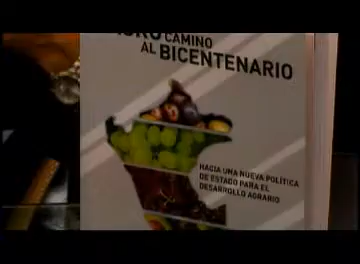 CAMINO
AL BICENTENARIO
HACIA UNA NUEVA POLÍTICA
DE ESTADO PARA EL
DESARROLLO AGRARIO